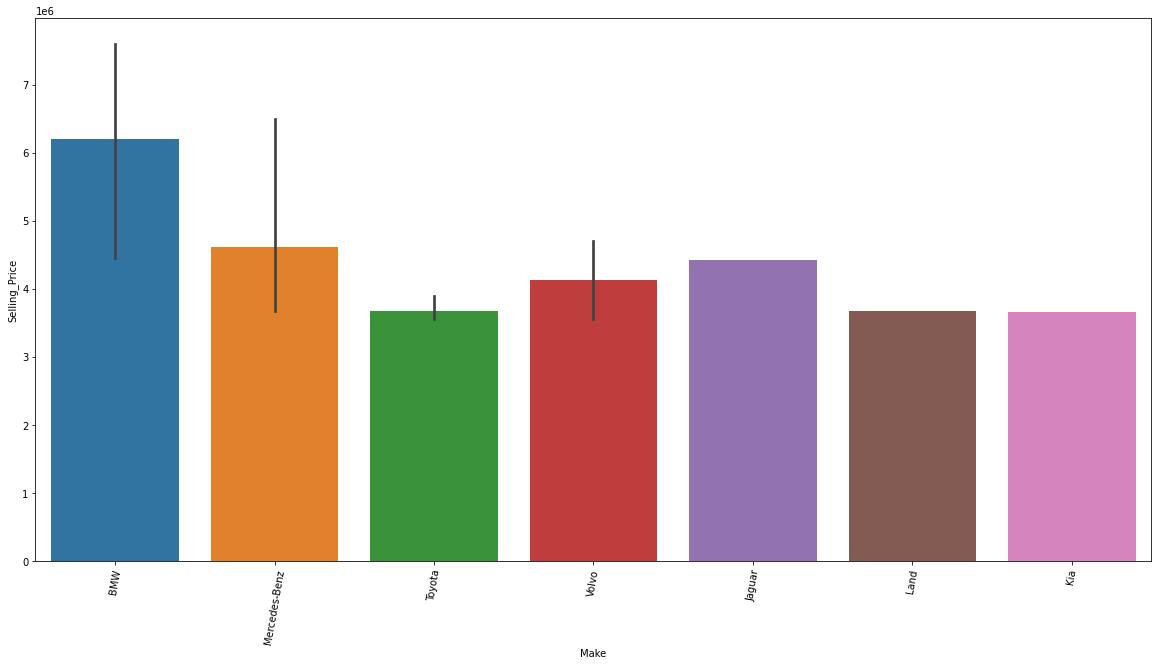 1e6
7
6
5
4
3
2
1
0
Selling_Price
BMW
Mercedes-Benz
Toyota
Volvo
Jaguar
Land
Kia
Make